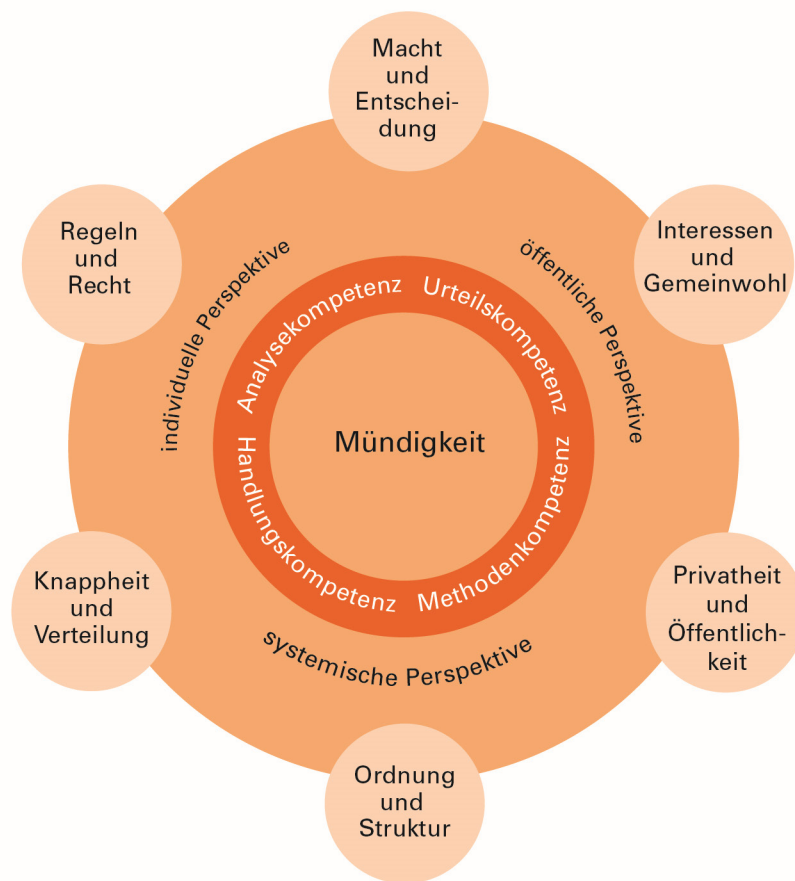 Macht
und
Entschei-
dung
Regeln
und
Recht
Interessen
und
Gemeinwohl
individuelle Perspektive
öffentliche Perspektive
Analysekompetenz
Urteilskompetenz
Mündigkeit
Handlungskompetenz
Methodenkompetenz
Knappheit
und
Verteilung
Privatheit
und
Öffentlich-
keit
systemische Perspektive
Ordnung
und
Struktur